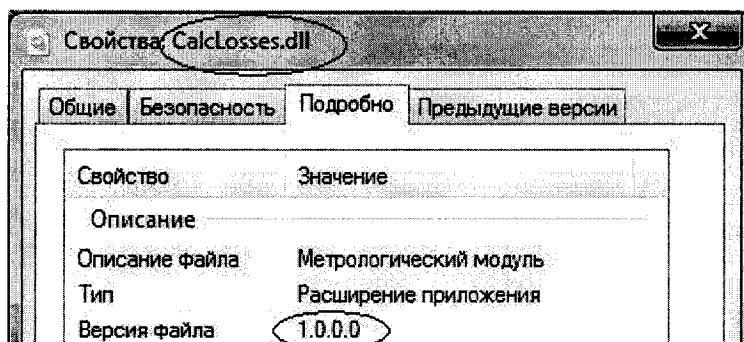 Свойства: CalcLosses.dll
Общие Безопасность Подробно Предыдущие версии
Свойство Значение
Описание
Описание файла Метрологический модуль
Тип Расширение приложения
Версия файла 1.0.0.0